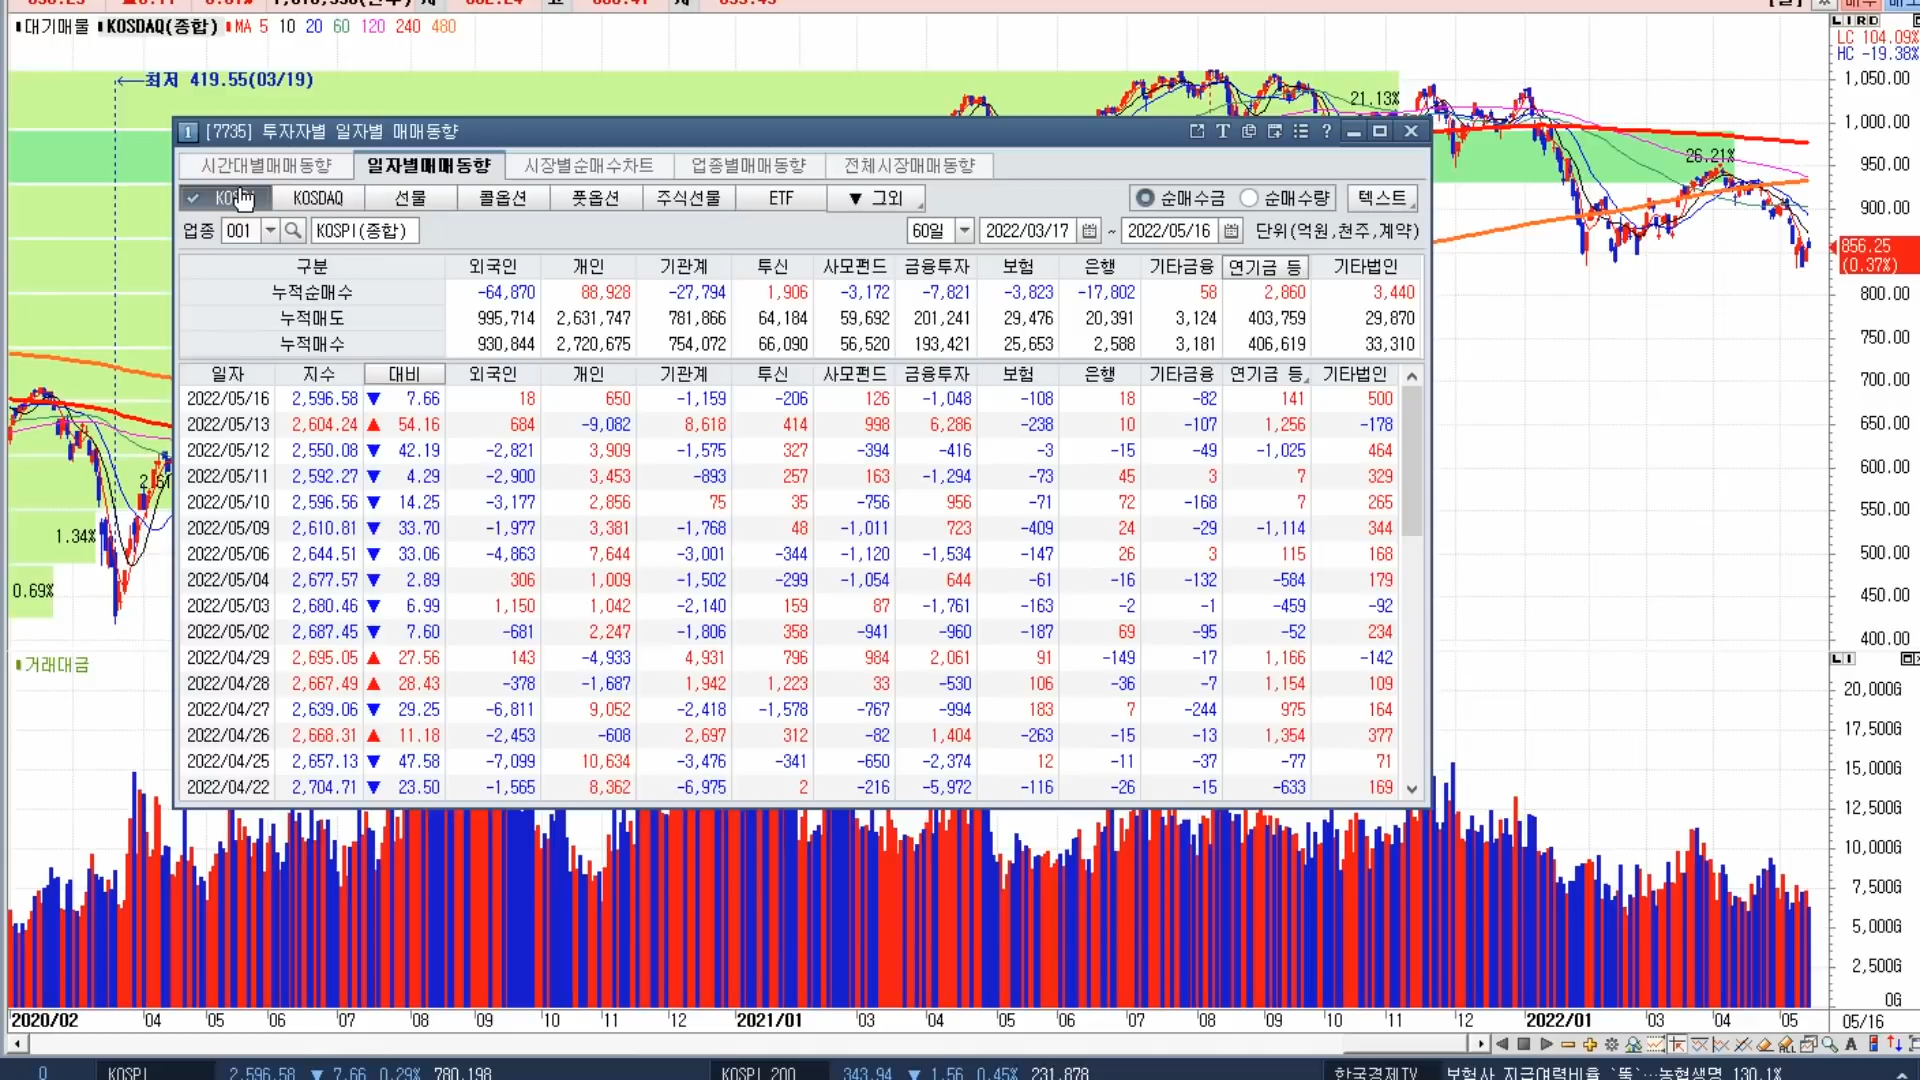 ■대기매물 ■KOSDAQ(종합) ■MA 5 10 20 60 120 240 480
LIRD
LC 104.09%
HC -19.38%
←최저 419.55(03/19)
21.13%
26.21%
1.34%
0.69%
1,050.00
1,000.00
950.00
900.00
856.25
(0.37%)
800.00
750.00
700.00
650.00
600.00
550.00
500.00
450.00
400.00
1 [7735] 투자자별 일자별 매매동향 T ?
시간대별매매동향 일자별매매동향 시장별순매수차트 업종별매매동향 전체시장매매동향
KOSPI KOSDAQ 선물 콜옵션 풋옵션 주식선물 ETF ▼ 그외 순매수금 순매수량 텍스트
업종 001 KOSPI(종합) 60일 2022/03/17 ~ 2022/05/16 단위(억원,천주,계약)
구분 외국인 개인 기관계 투신 사모펀드 금융투자 보험 은행 기타금융 연기금 등 기타법인
누적순매수 -64,870 88,928 -27,794 1,906 -3,172 -7,821 -3,823 -17,802 58 2,860 3,440
누적매도 995,714 2,631,747 781,866 64,184 59,692 201,241 29,476 20,391 3,124 403,759 29,870
누적매수 930,844 2,720,675 754,072 66,090 56,520 193,421 25,653 2,588 3,181 406,619 33,310
일자 지수 대비 외국인 개인 기관계 투신 사모펀드 금융투자 보험 은행 기타금융 연기금 등 기타법인
2022/05/16 2,596.58 ▼ 7.66 18 650 -1,159 -206 126 -1,048 -108 18 -82 141 500
2022/05/13 2,604.24 ▲ 54.16 684 -9,082 8,618 414 998 6,286 -238 10 -107 1,256 -178
2022/05/12 2,550.08 ▼ 42.19 -2,821 3,909 -1,575 327 -394 -416 -3 -15 -49 -1,025 464
2022/05/11 2,592.27 ▼ 4.29 -2,900 3,453 -893 257 163 -1,294 -73 45 3 7 329
2022/05/10 2,596.56 ▼ 14.25 -3,177 2,856 75 35 -756 956 -71 72 -168 7 265
2022/05/09 2,610.81 ▼ 33.70 -1,977 3,381 -1,768 48 -1,011 723 -409 24 -29 -1,114 344
2022/05/06 2,644.51 ▼ 33.06 -4,863 7,644 -3,001 -344 -1,120 -1,534 -147 26 3 115 168
2022/05/04 2,677.57 ▼ 2.89 306 1,009 -1,502 -299 -1,054 644 -61 -16 -132 -584 179
2022/05/03 2,680.46 ▼ 6.99 1,150 1,042 -2,140 159 87 -1,761 -163 -2 -1 -459 -92
2022/05/02 2,687.45 ▼ 7.60 -681 2,247 -1,806 358 -941 -960 -187 69 -95 -52 234
2022/04/29 2,695.05 ▲ 27.56 143 -4,933 4,931 796 984 2,061 91 -149 -17 1,166 -142
2022/04/28 2,667.49 ▲ 28.43 -378 -1,687 1,942 1,223 33 -530 106 -36 -7 1,154 109
2022/04/27 2,639.06 ▼ 29.25 -6,811 9,052 -2,418 -1,578 -767 -994 183 7 -244 975 164
2022/04/26 2,668.31 ▲ 11.18 -2,453 -608 2,697 312 -82 1,404 -263 -15 -13 1,354 377
2022/04/25 2,657.13 ▼ 47.58 -7,099 10,634 -3,476 -341 -650 -2,374 12 -11 -37 -77 71
2022/04/22 2,704.71 ▼ 23.50 -1,565 8,362 -6,975 2 -216 -5,972 -116 -26 -15 -633 169
■거래대금
LI
20,000G
17,500G
15,000G
12,500G
10,000G
7,500G
5,000G
2,500G
0G
2020/02 04 05 06 07 08 09 10 11 12 2021/01 03 04 05 06 07 08 09 10 11 12 2022/01 03 04 05 05/16
0 KOSPI 2,596.58 ▼ 7.66 0.29% 780,198 KOSPI 200 343.94 ▼ 1.56 0.45% 231,878 한국경제TV 보험사 지급여력비율 '뚝'…농협생명 130.1%